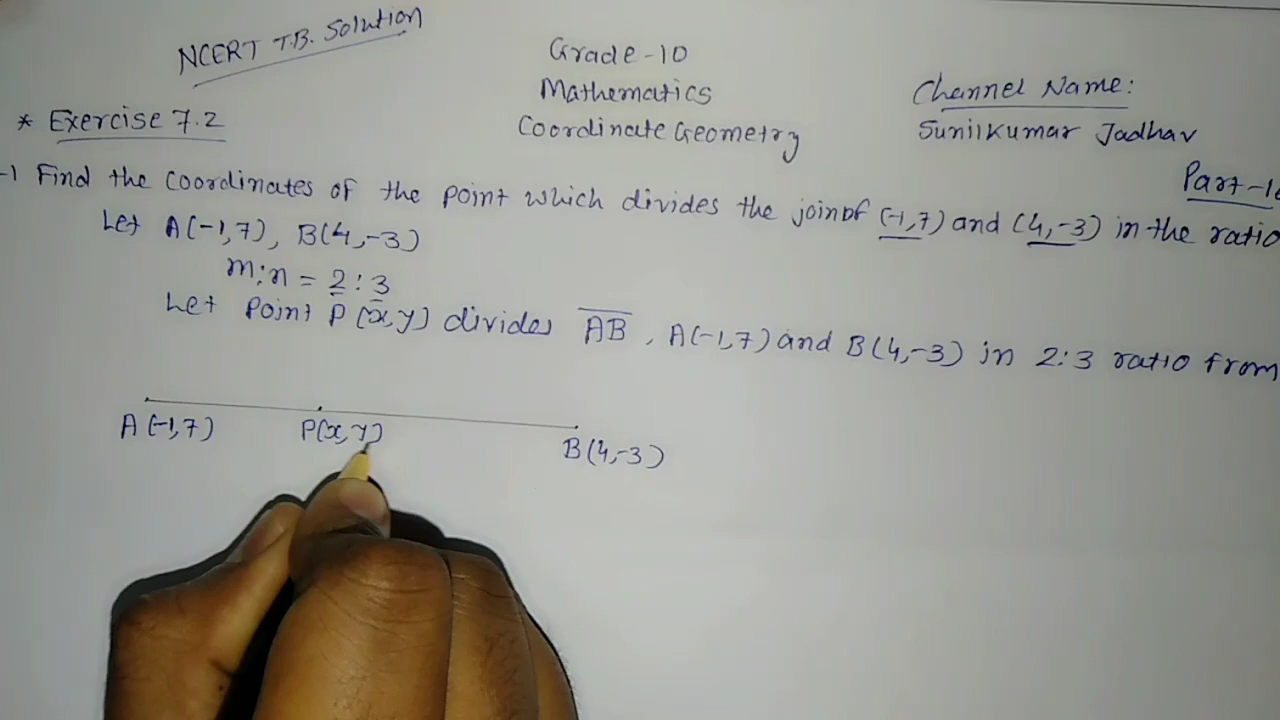 NCERT T.B. Solution
Grade-10
Mathematics
Coordinate Geometry
Channel Name:
Sunilkumar Jadhav
Part-1
* Exercise 7.2
-1 Find the coordinates of the point which divides the join of (-1,7) and (4,-3) in the ratio
Let A(-1,7), B(4,-3)
m:n = 2:3
Let Point P(x,y) divides AB, A(-1,7) and B(4,-3) in 2:3 ratio from
A(-1,7)
P(x,y)
B(4,-3)